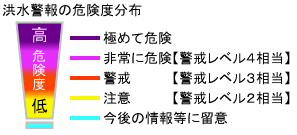 洪水警報の危険度分布
高
危険度
低
極めて危険
非常に危険【警戒レベル4相当】
警戒　　　【警戒レベル3相当】
注意　　　【警戒レベル2相当】
今後の情報等に留意